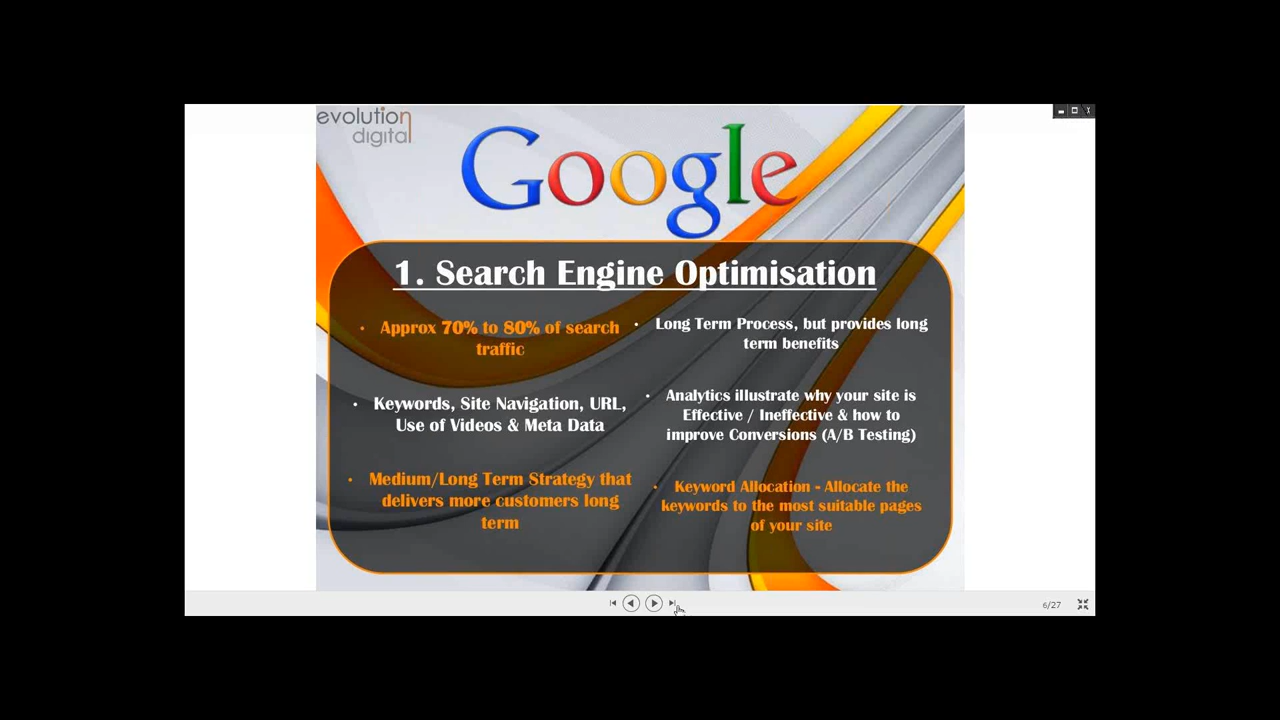 evolution
digital
Google
1. Search Engine Optimisation
• Approx 70% to 80% of search
traffic
• Keywords, Site Navigation, URL,
Use of Videos & Meta Data
• Medium/Long Term Strategy that
delivers more customers long
term
• Long Term Process, but provides long
term benefits
• Analytics illustrate why your site is
Effective / Ineffective & how to
improve Conversions (A/B Testing)
• Keyword Allocation - Allocate the
keywords to the most suitable pages
of your site
6/27